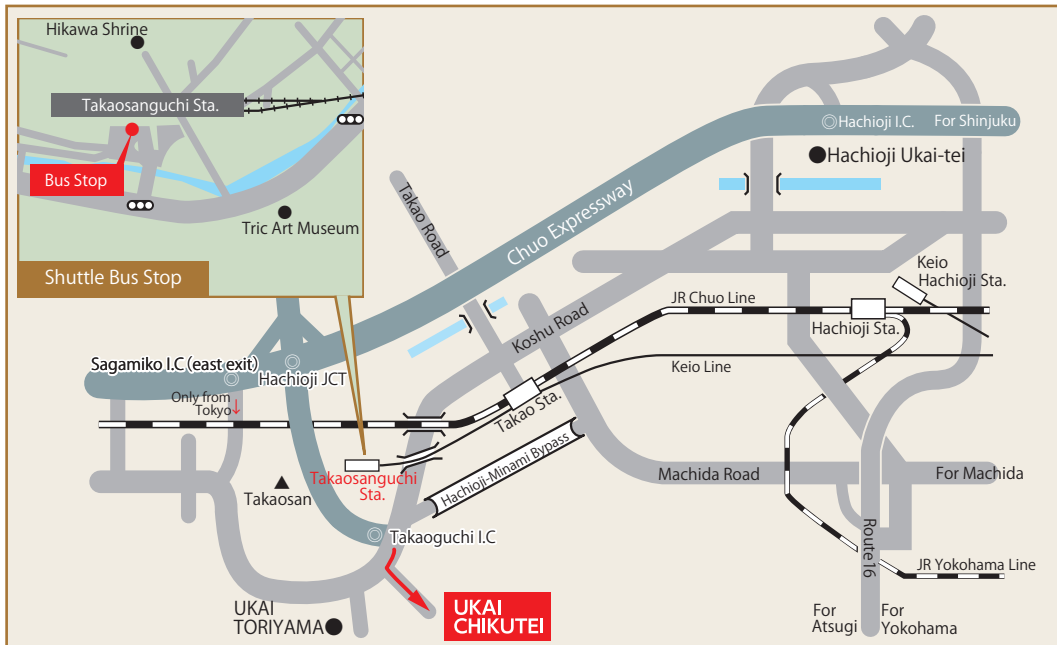 Hikawa Shrine
Takaosanguchi Sta.
Bus Stop
Tric Art Museum
Shuttle Bus Stop
Takao Road
Chuo Expressway
Hachioji I.C.
For Shinjuku
Hachioji Ukai-tei
Keio
Hachioji Sta.
JR Chuo Line
Hachioji Sta.
Koshu Road
Keio Line
Sagamiko I.C (east exit)
Hachioji JCT
Only from
Tokyo↓
Takao Sta.
Hachioji-Minami Bypass
Machida Road
For Machida
Takaosanguchi
Sta.
Takaosan
Takaoguchi I.C
Route16
JR Yokohama Line
UKAI
TORIYAMA
UKAI
CHIKUTEI
For
Atsugi
For
Yokohama